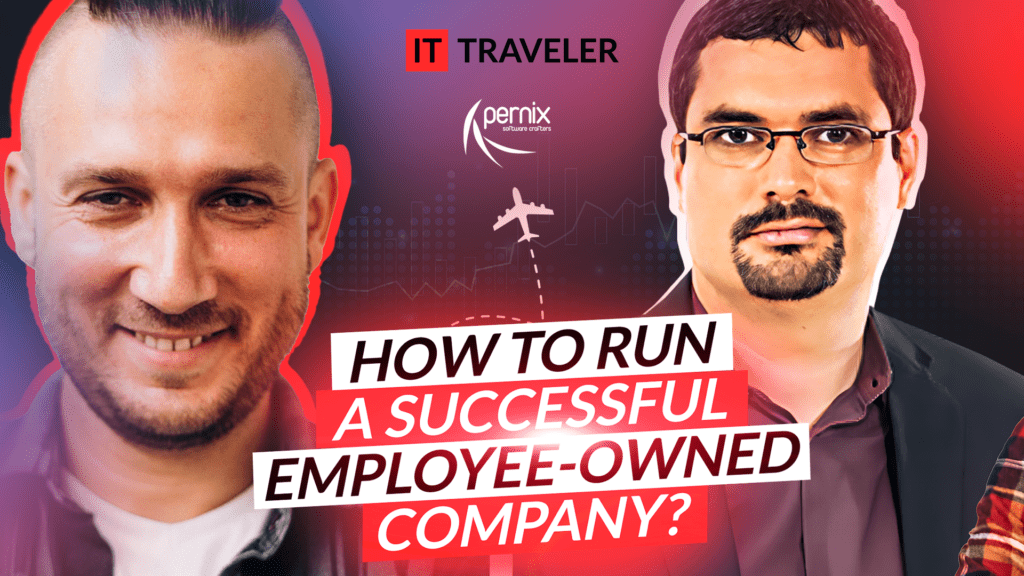 IT TRAVELER
pernix
software crafters
HOW TO RUN
A SUCCESSFUL
EMPLOYEE-OWNED
COMPANY?